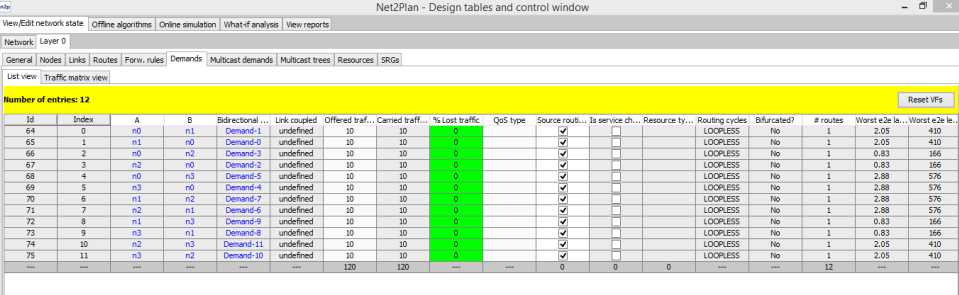 n2p Net2Plan - Design tables and control window
View/Edit network state Offline algorithms Online simulation What-if analysis View reports
Network Layer 0
General Nodes Links Routes Forw. rules Demands Multicast demands Multicast trees Resources SRGs
List view Traffic matrix view
Number of entries: 12 Reset VFs
Id Index A B Bidirectional ... Link coupled Offered traf... Carried traff... % Lost traffic QoS type Source routi... Is service ch... Resource ty... Routing cycles Bifurcated? # routes Worst e2e la... Worst e2e la...
64 0 n0 n1 Demand-1 undefined 10 10 0 LOOPLESS No 1 2.05 410
65 1 n1 n0 Demand-0 undefined 10 10 0 LOOPLESS No 1 2.05 410
66 2 n0 n2 Demand-3 undefined 10 10 0 LOOPLESS No 1 0.83 166
67 3 n2 n0 Demand-2 undefined 10 10 0 LOOPLESS No 1 0.83 166
68 4 n0 n3 Demand-5 undefined 10 10 0 LOOPLESS No 1 2.88 576
69 5 n3 n0 Demand-4 undefined 10 10 0 LOOPLESS No 1 2.88 576
70 6 n1 n2 Demand-7 undefined 10 10 0 LOOPLESS No 1 2.88 576
71 7 n2 n1 Demand-6 undefined 10 10 0 LOOPLESS No 1 2.88 576
72 8 n1 n3 Demand-9 undefined 10 10 0 LOOPLESS No 1 0.83 166
73 9 n3 n1 Demand-8 undefined 10 10 0 LOOPLESS No 1 0.83 166
74 10 n2 n3 Demand-11 undefined 10 10 0 LOOPLESS No 1 2.05 410
75 11 n3 n2 Demand-10 undefined 10 10 0 LOOPLESS No 1 2.05 410
--- --- --- --- --- --- 120 120 --- --- 0 0 0 --- --- 12 --- ---